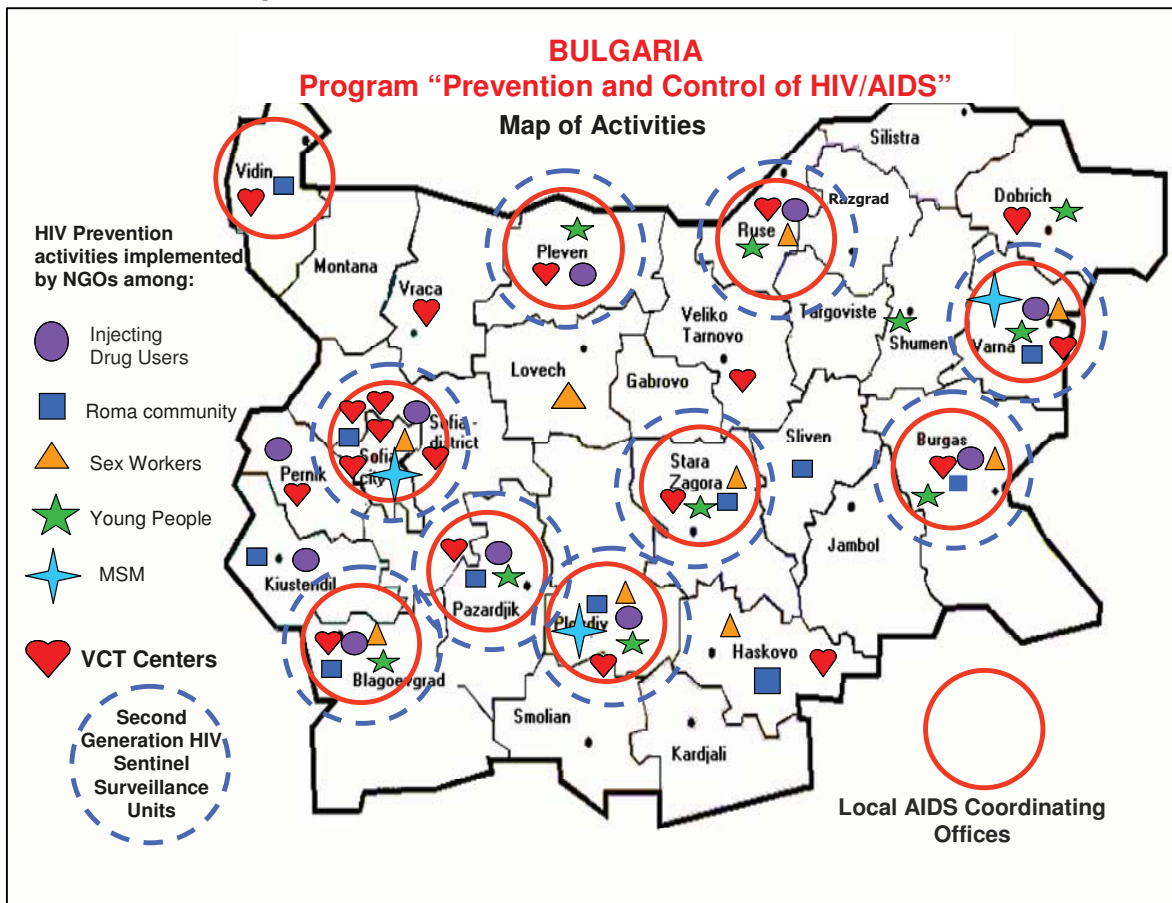 BULGARIA
Program “Prevention and Control of HIV/AIDS”
Map of Activities
HIV Prevention
activities implemented
by NGOs among:
Injecting
Drug Users
Roma community
Sex Workers
Young People
MSM
VCT Centers
Second
Generation HIV
Sentinel
Surveillance
Units
Vidin
Montana
Vraca
Pleven
Ruse
Razgrad
Silistra
Dobrich
Veliko
Tarnovo
Targoviste
Shumen
Varna
Lovech
Gabrovo
Sofia-
district
Sofia
City
Pernik
Kiustendil
Stara
Zagora
Sliven
Burgas
Jambol
Pazardjik
Plovdiv
Blagoevgrad
Haskovo
Smolian
Kardjali
Local AIDS Coordinating
Offices